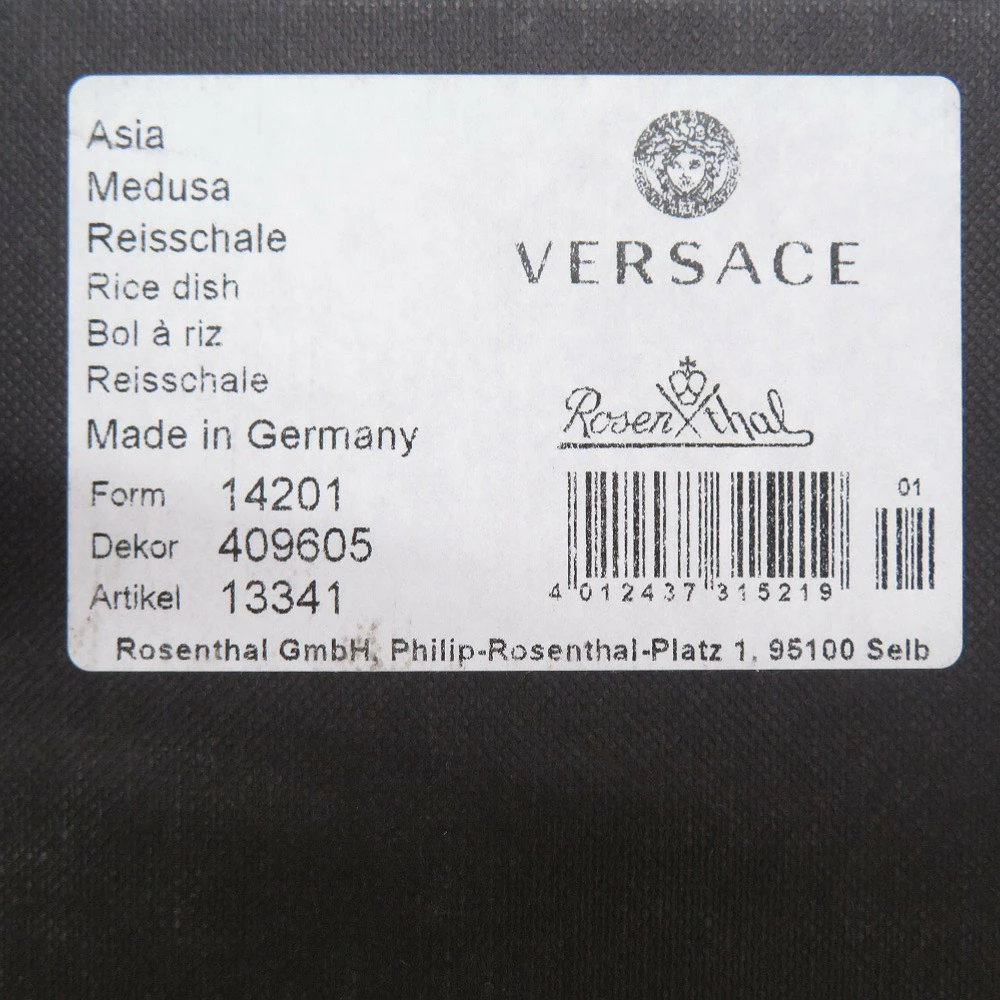 Asia
Medusa
Reisschale
Rice dish
Bol à riz
Reisschale
Made in Germany
Form 14201
Dekor 409605
Artikel 13341
VERSACE
Rosenthal
01
4 012437 315219
Rosenthal GmbH, Philip-Rosenthal-Platz 1, 95100 Selb